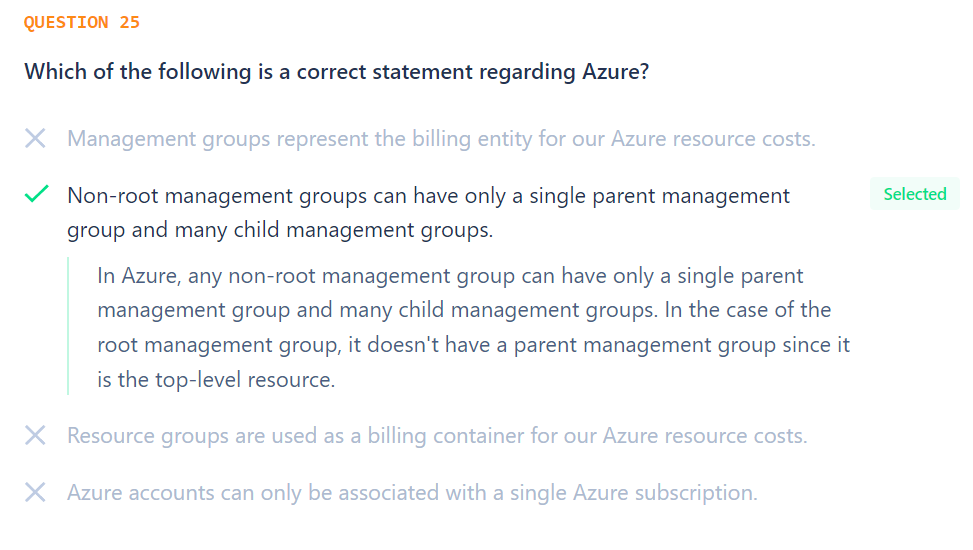 QUESTION 25
Which of the following is a correct statement regarding Azure?
Management groups represent the billing entity for our Azure resource costs.
Non-root management groups can have only a single parent management
Selected
group and many child management groups.
In Azure, any non-root management group can have only a single parent
management group and many child management groups. In the case of the
root management group, it doesn't have a parent management group since it
is the top-level resource.
Resource groups are used as a billing container for our Azure resource costs.
Azure accounts can only be associated with a single Azure subscription.